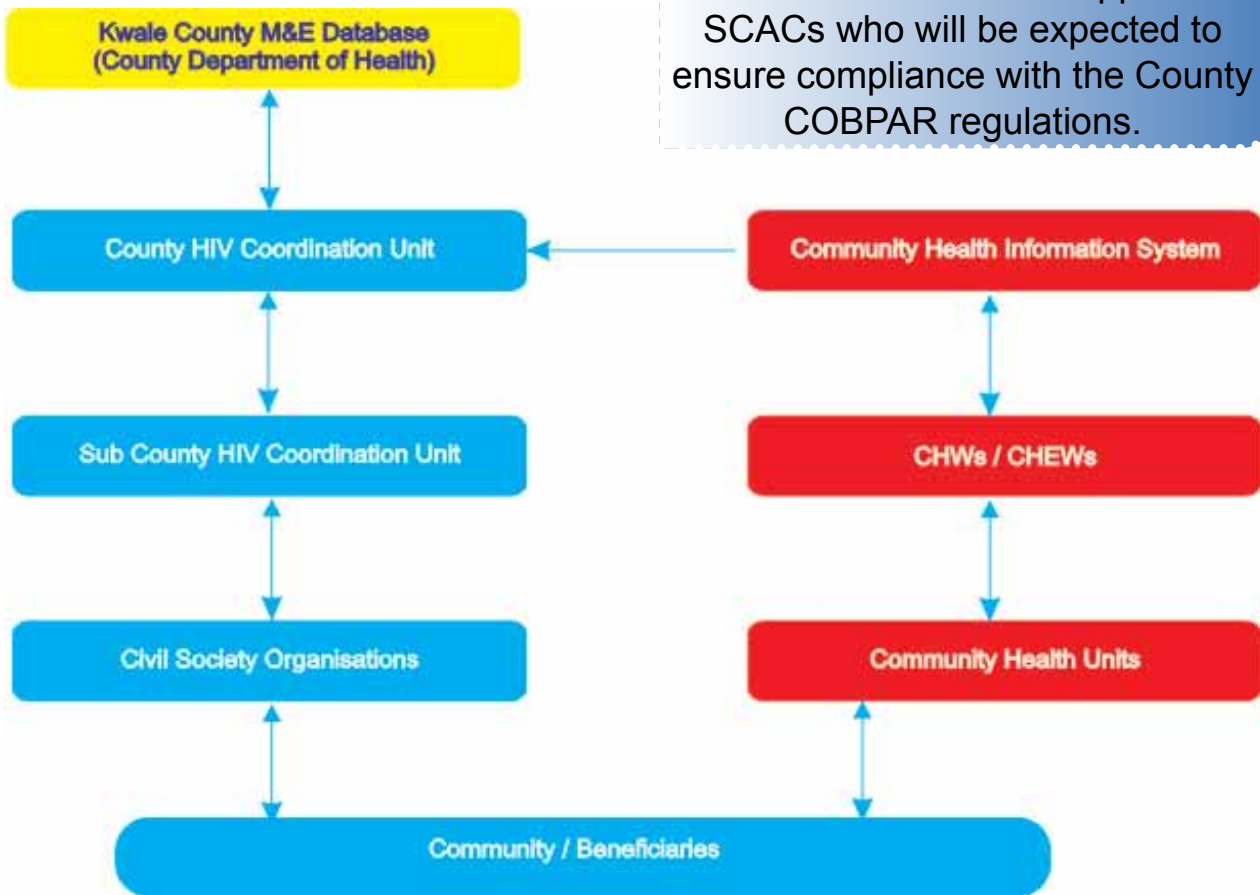 Kwale County M&E Database
(County Department of Health)
SCACs who will be expected to
ensure compliance with the County
COBPAR regulations.
County HIV Coordination Unit
Community Health Information System
Sub County HIV Coordination Unit
CHWs / CHEWs
Civil Society Organisations
Community Health Units
Community / Beneficiaries